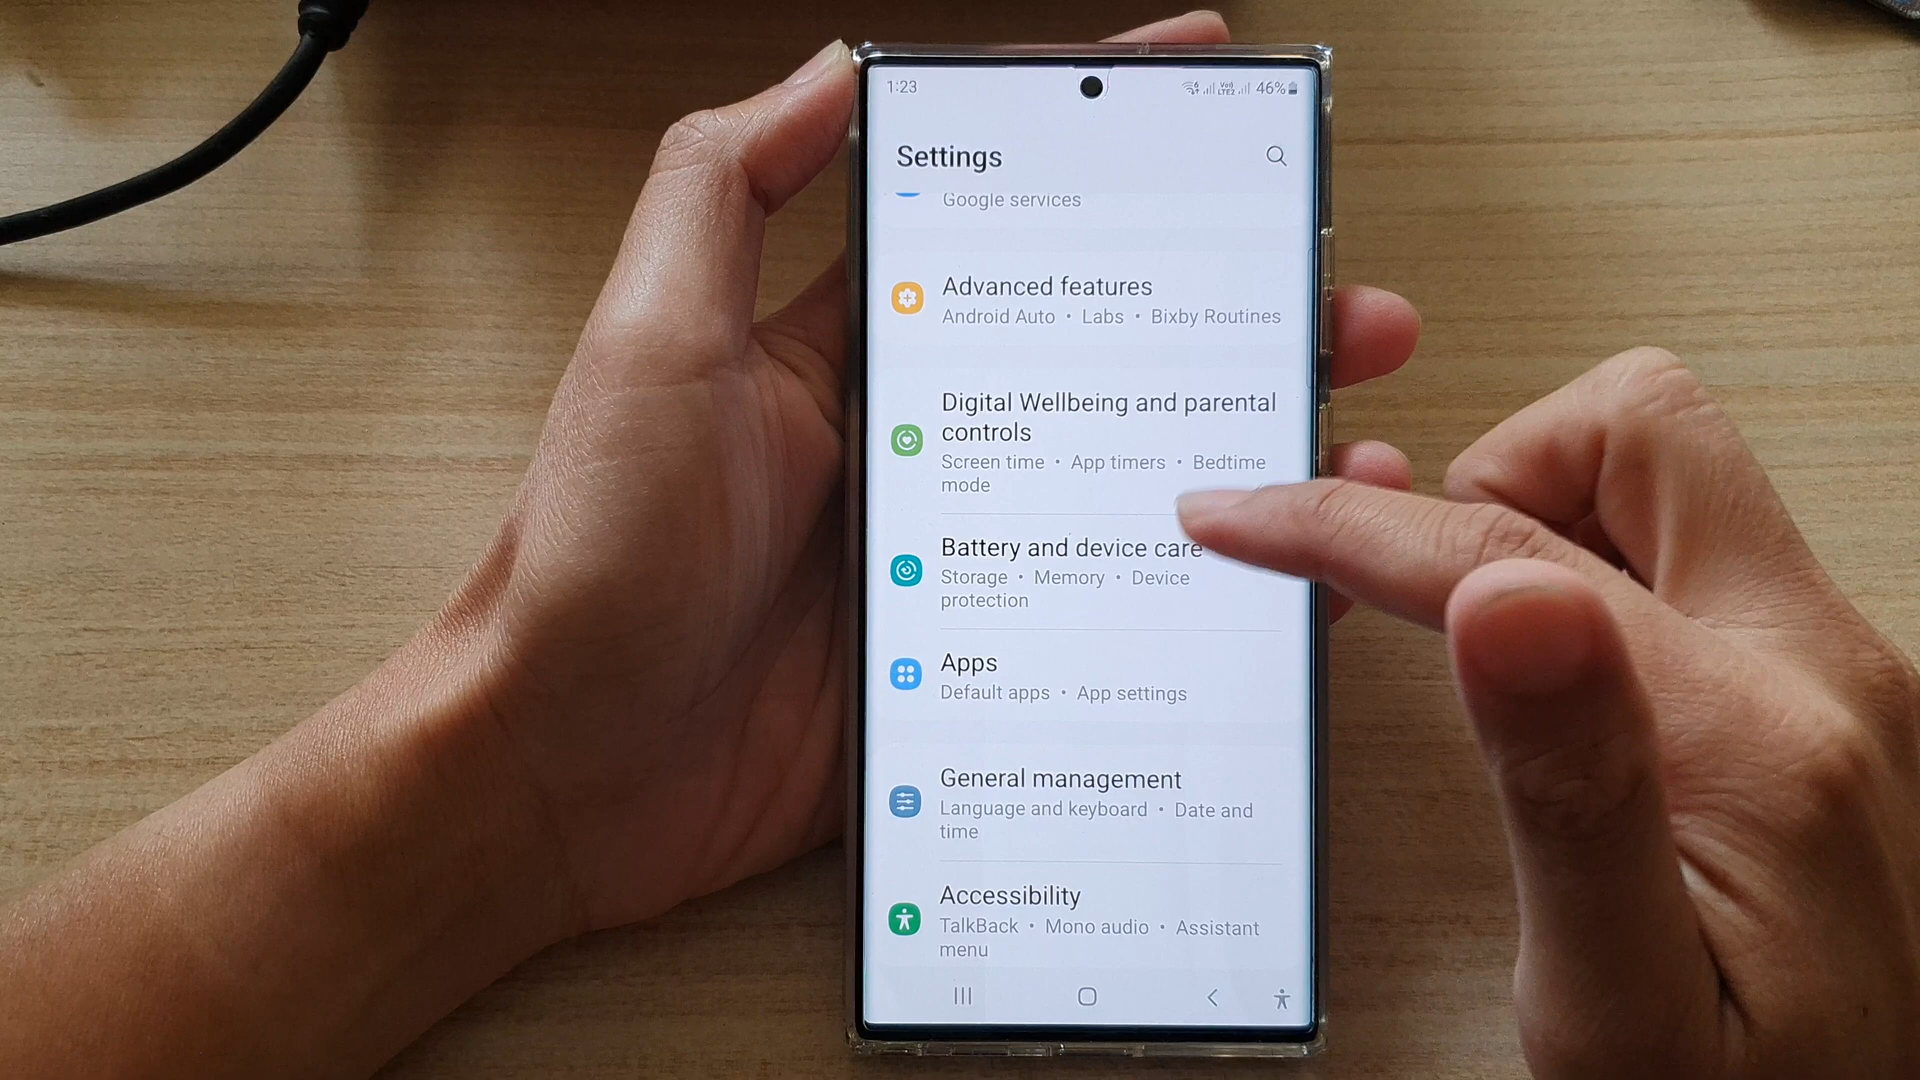 1:23
46%
Settings
Google services
Advanced features
Android Auto • Labs • Bixby Routines
Digital Wellbeing and parental
controls
Screen time • App timers • Bedtime
mode
Battery and device care
Storage • Memory • Device
protection
Apps
Default apps • App settings
General management
Language and keyboard • Date and
time
Accessibility
TalkBack • Mono audio • Assistant
menu